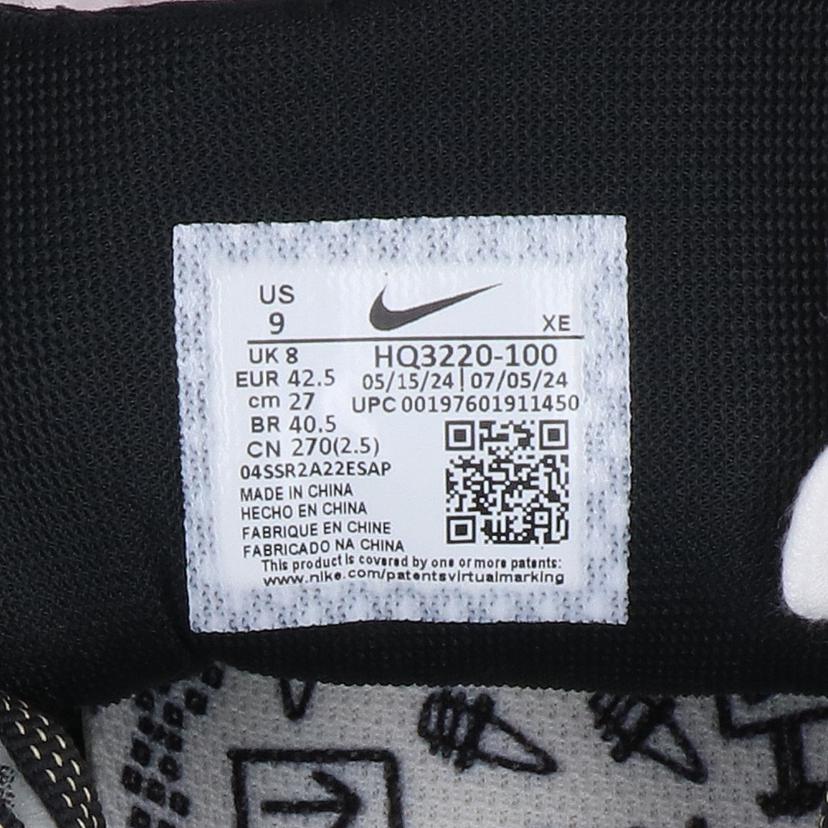 US
9
XE
UK 8
HQ3220-100
EUR 42.5
05/15/24 | 07/05/24
cm 27
UPC 00197601911450
BR 40.5
CN 270(2.5)
04SSR2A22ESAP
MADE IN CHINA
HECHO EN CHINA
FABRIQUE EN CHINE
FABRICADO NA CHINA
This product is covered by one or more patents:
www.nike.com/patentsvirtualmarking